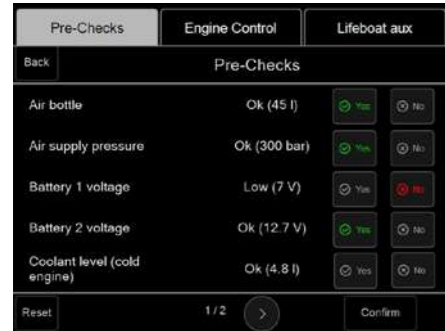 Pre-Checks Engine Control Lifeboat aux
Back Pre-Checks
Air bottle Ok (45 l) Yes No
Air supply pressure Ok (300 bar) Yes No
Battery 1 voltage Low (7 V) Yes No
Battery 2 voltage Ok (12.7 V) Yes No
Coolant level (cold
engine) Ok (4.8 l) Yes No
Reset 1/2 Confirm